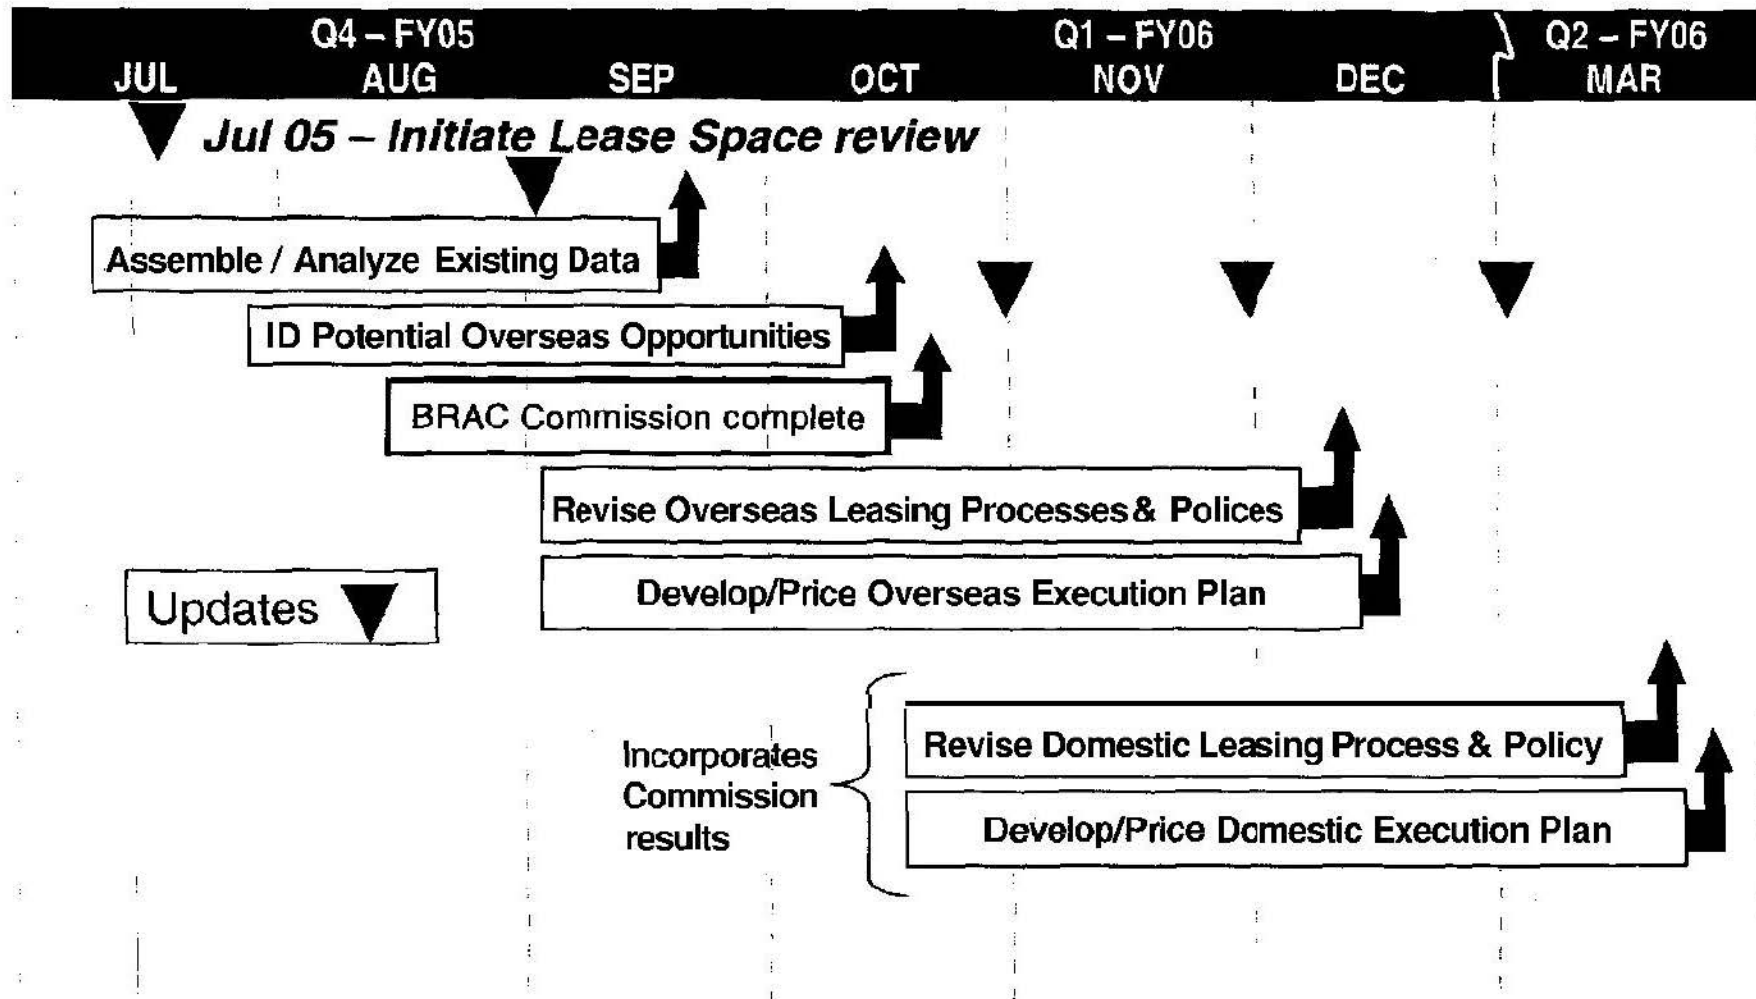 Q4 – FY05 Q1 – FY06 Q2 – FY06
JUL AUG SEP OCT NOV DEC MAR
Jul 05 – Initiate Lease Space review
Assemble / Analyze Existing Data
ID Potential Overseas Opportunities
BRAC Commission complete
Revise Overseas Leasing Processes & Polices
Develop/Price Overseas Execution Plan
Updates
Revise Domestic Leasing Process & Policy
Incorporates
Commission
results
Develop/Price Domestic Execution Plan